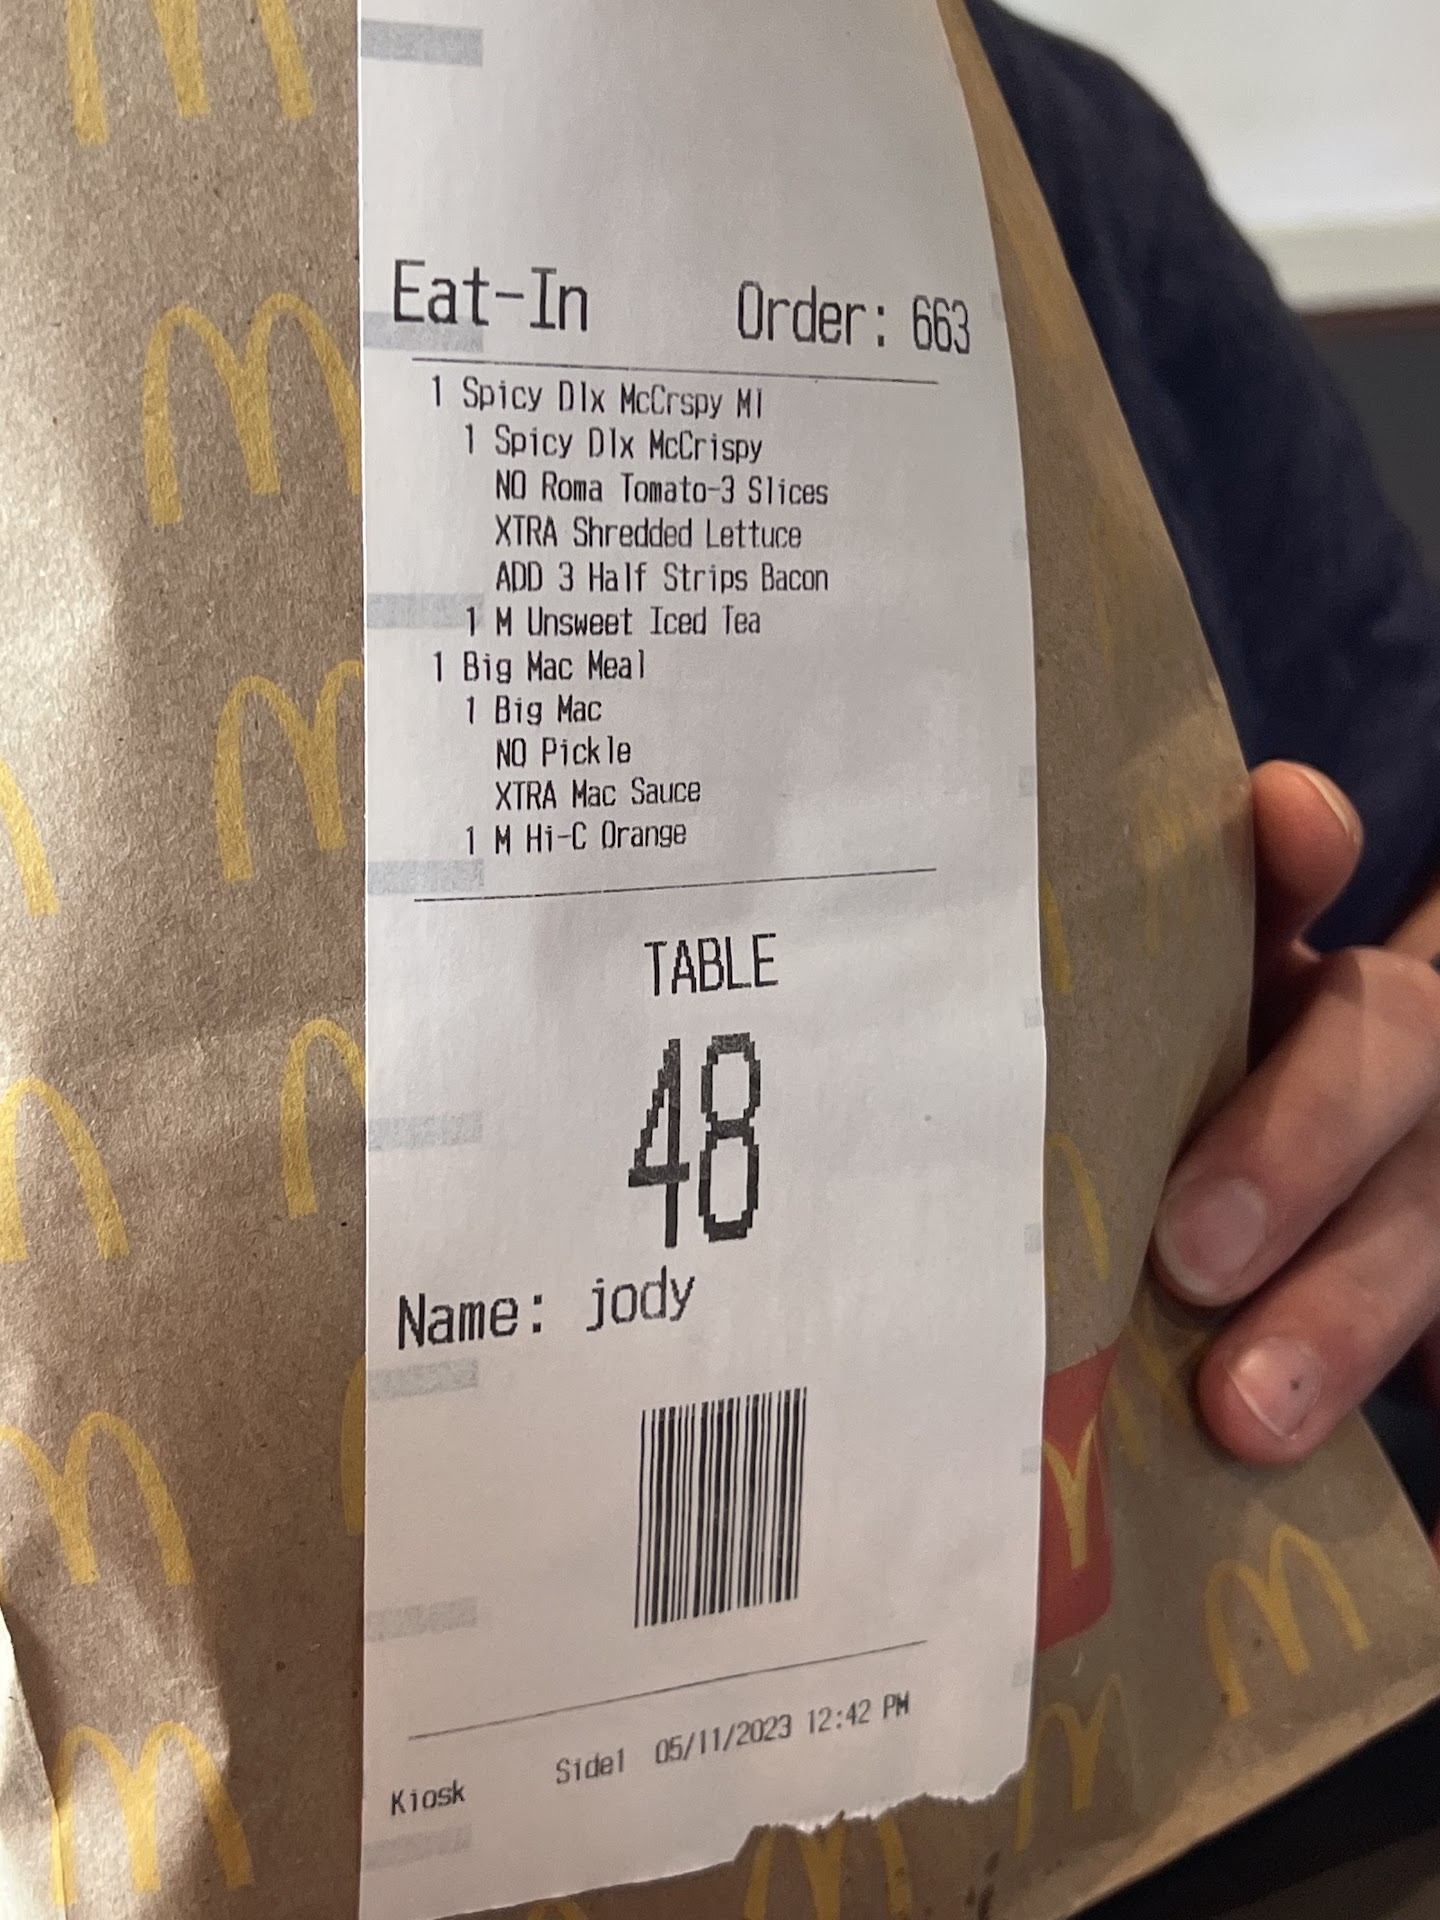 Eat-In Order: 663
1 Spicy Dlx McCrspy Ml
1 Spicy Dlx McCrispy
NO Roma Tomato-3 Slices
XTRA Shredded Lettuce
ADD 3 Half Strips Bacon
1 M Unsweet Iced Tea
1 Big Mac Meal
1 Big Mac
NO Pickle
XTRA Mac Sauce
1 M Hi-C Orange
TABLE
48
Name: jody
Kiosk Side1 05/11/2023 12:42 PM